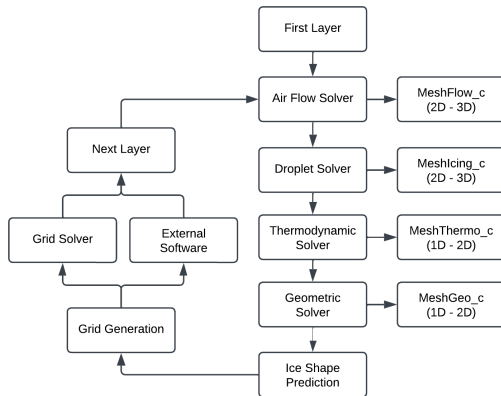 First Layer
Air Flow Solver
MeshFlow_c
(2D - 3D)
Next Layer
Droplet Solver
MeshIcing_c
(2D - 3D)
Grid Solver
External
Software
Thermodynamic
Solver
MeshThermo_c
(1D - 2D)
Grid Generation
Geometric
Solver
MeshGeo_c
(1D - 2D)
Ice Shape
Prediction